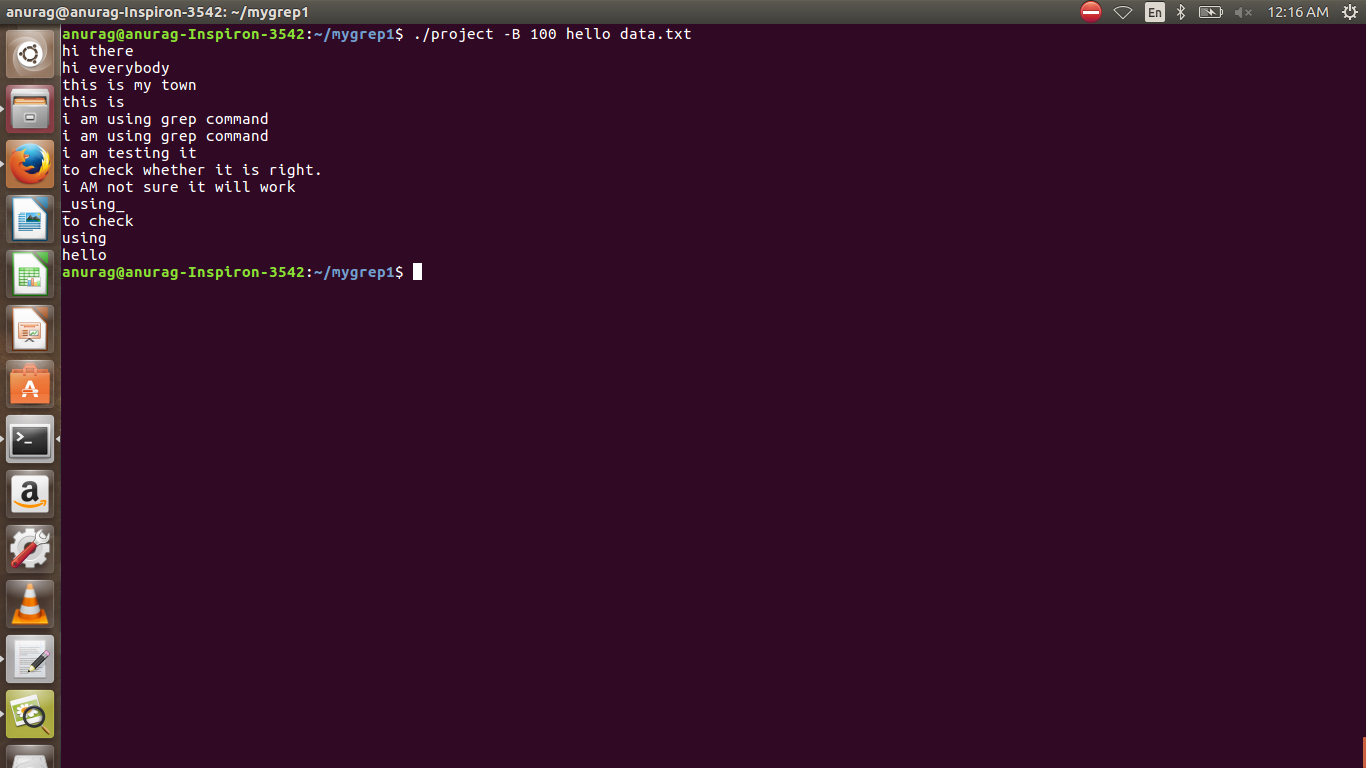 anurag@anurag-Inspiron-3542: ~/mygrep1
En
12:16 AM
anurag@anurag-Inspiron-3542:~/mygrep1$ ./project -B 100 hello data.txt
hi there
hi everybody
this is my town
this is
i am using grep command
i am using grep command
i am testing it
to check whether it is right.
i AM not sure it will work
_using_
to check
using
hello
anurag@anurag-Inspiron-3542:~/mygrep1$